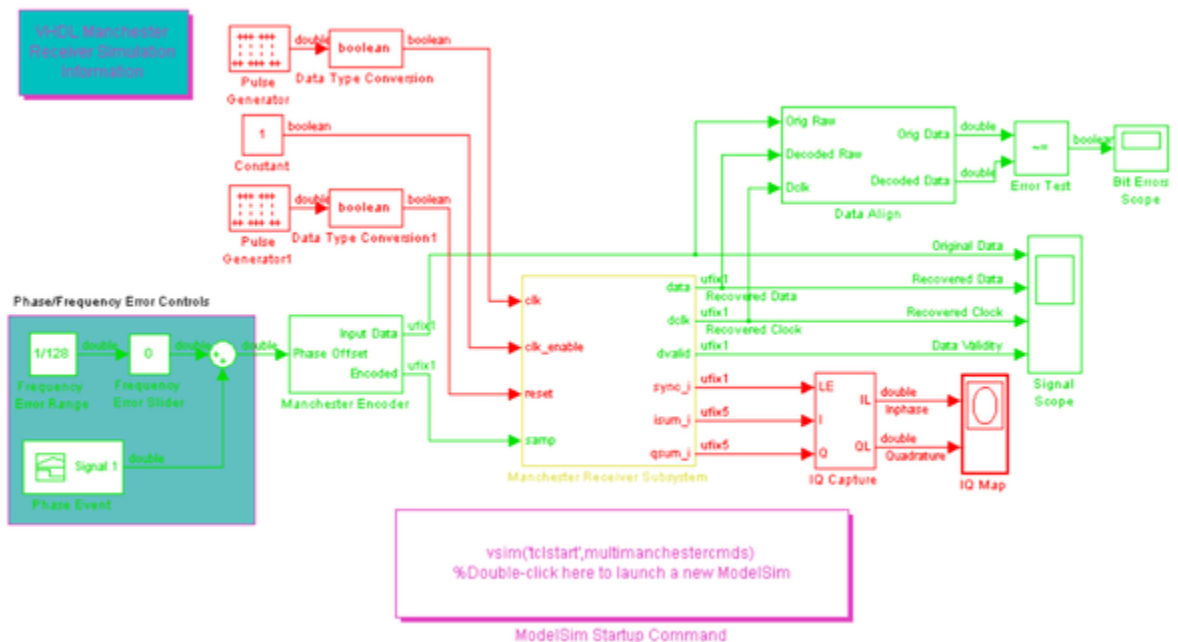 VHDL Manchester
Receiver Simulation
Information
Pulse
Generator
double
boolean
boolean
Data Type Conversion
1
boolean
Constant1
Pulse
Generator1
double
boolean
boolean
Data Type Conversion1
Orig Raw
Decoded Raw
Dclk
Orig Data
Decoded Data
Data Align
double
double
~=
Error Test
boolean
Bit Errors
Scope
Original Data
Recovered Data
Recovered Clock
Data Validity
Signal
Scope
Phase/Frequency Error Controls
1/128
double
0
double
double
Frequency
Error Range
Frequency
Error Slider
Signal 1
double
Phase Event
Input Data
Phase Offset
Encoded
ufix1
ufix1
Manchester Encoder
clk
clk_enable
reset
samp
data
dclk
dvalid
sync_i
isum_i
qsum_i
Manchester Receiver Subsystem
ufix1
Recovered Data
ufix1
Recovered Clock
ufix1
ufix1
ufix5
ufix5
LE
I
Q
IL
QL
IQ Capture
double
Inphase
double
Quadrature
IQ Map
vsim('tclstart',multimanchestercmds)
%Double-click here to launch a new ModelSim
ModelSim Startup Command